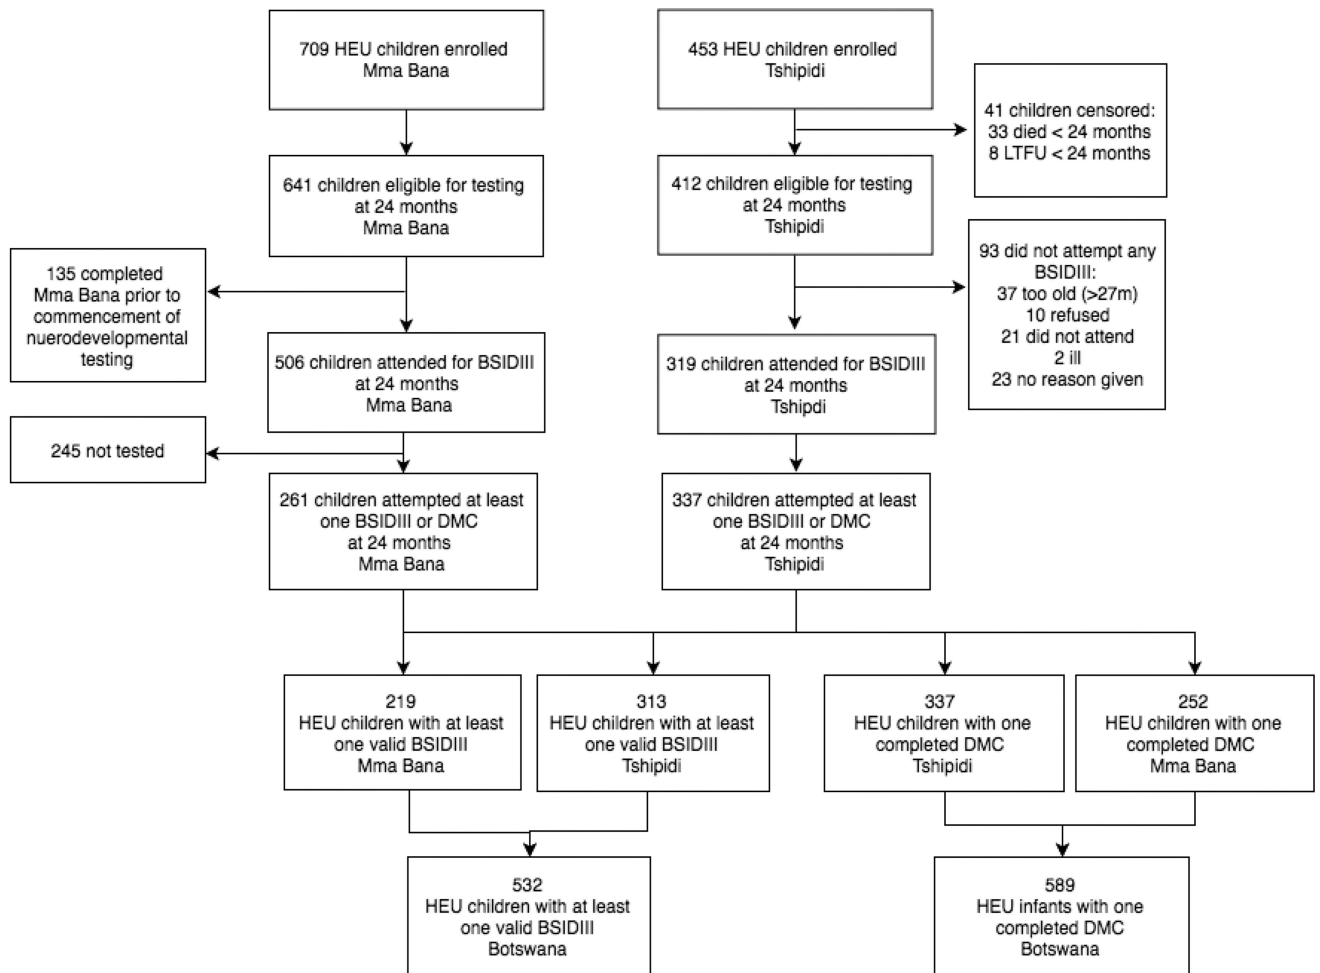 709 HEU children enrolled
Mma Bana
453 HEU children enrolled
Tshipidi
41 children censored:
33 died < 24 months
8 LTFU < 24 months
641 children eligible for testing
at 24 months
Mma Bana
412 children eligible for testing
at 24 months
Tshipidi
135 completed
Mma Bana prior to
commencement of
nuerodevelopmental
testing
93 did not attempt any
BSIDIII:
37 too old (>27m)
10 refused
21 did not attend
2 ill
23 no reason given
506 children attended for BSIDIII
at 24 months
Mma Bana
319 children attended for BSIDIII
at 24 months
Tshipdi
245 not tested
261 children attempted at least
one BSIDIII or DMC
at 24 months
Mma Bana
337 children attempted at least
one BSIDIII or DMC
at 24 months
Tshipidi
219
HEU children with at least
one valid BSIDIII
Mma Bana
313
HEU children with at least
one valid BSIDIII
Tshipidi
337
HEU children with one
completed DMC
Tshipidi
252
HEU children with one
completed DMC
Mma Bana
532
HEU children with at least
one valid BSIDIII
Botswana
589
HEU infants with one
completed DMC
Botswana